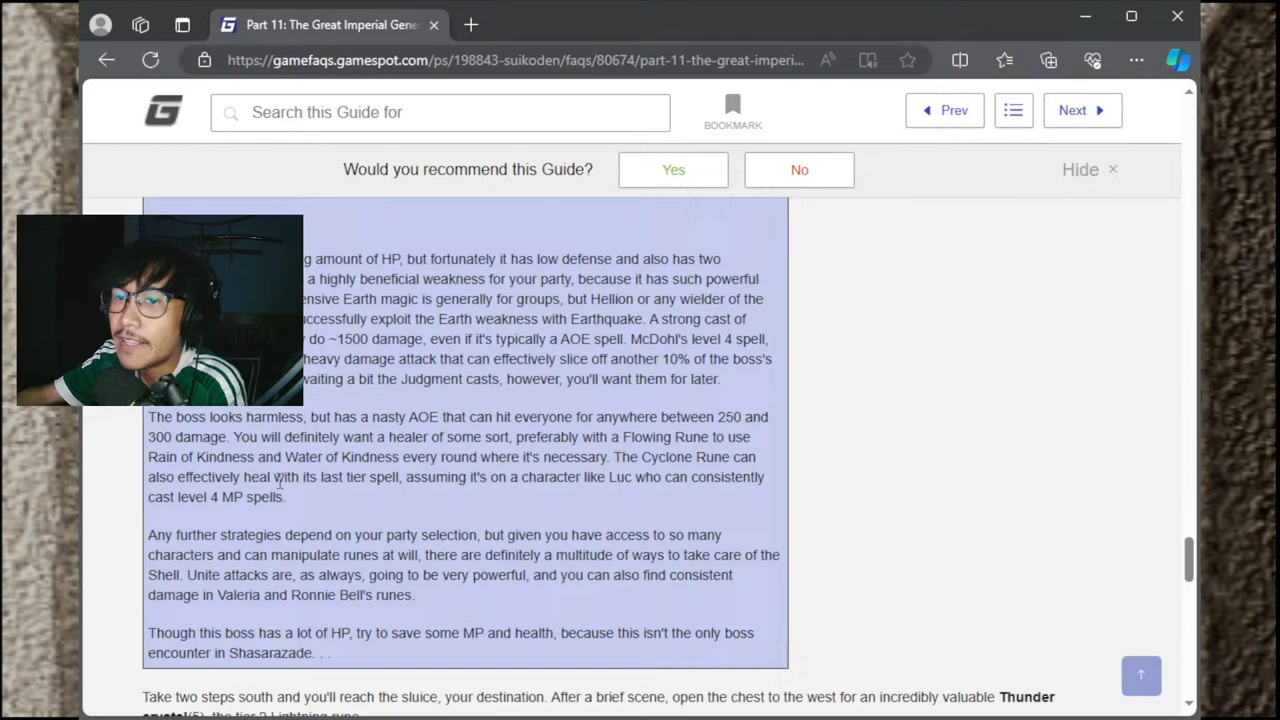 Part 11: The Great Imperial Gene
https://gamefaqs.gamespot.com/ps/198843-suikoden/faqs/80674/part-11-the-great-imperi...
Search this Guide for
BOOKMARK
Prev
Next
Would you recommend this Guide?
Yes
No
Hide
g amount of HP, but fortunately it has low defense and also has two
a highly beneficial weakness for your party, because it has such powerful
ensive Earth magic is generally for groups, but Hellion or any wielder of the
uccessfully exploit the Earth weakness with Earthquake. A strong cast of
do ~1500 damage, even if it's typically a AOE spell. McDohl's level 4 spell,
heavy damage attack that can effectively slice off another 10% of the boss's
waiting a bit the Judgment casts, however, you'll want them for later.
The boss looks harmless, but has a nasty AOE that can hit everyone for anywhere between 250 and
300 damage. You will definitely want a healer of some sort, preferably with a Flowing Rune to use
Rain of Kindness and Water of Kindness every round where it's necessary. The Cyclone Rune can
also effectively heal with its last tier spell, assuming it's on a character like Luc who can consistently
cast level 4 MP spells.
Any further strategies depend on your party selection, but given you have access to so many
characters and can manipulate runes at will, there are definitely a multitude of ways to take care of the
Shell. Unite attacks are, as always, going to be very powerful, and you can also find consistent
damage in Valeria and Ronnie Bell's runes.
Though this boss has a lot of HP, try to save some MP and health, because this isn't the only boss
encounter in Shasarazade. . .
Take two steps south and you'll reach the sluice, your destination. After a brief scene, open the chest to the west for an incredibly valuable Thunder
crystal(5), the tier 2 Lightning rune.